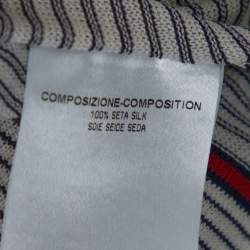 COMPOSIZIONE-COMPOSITION
100% SETA SILK
SOIE SEIDE SEDA